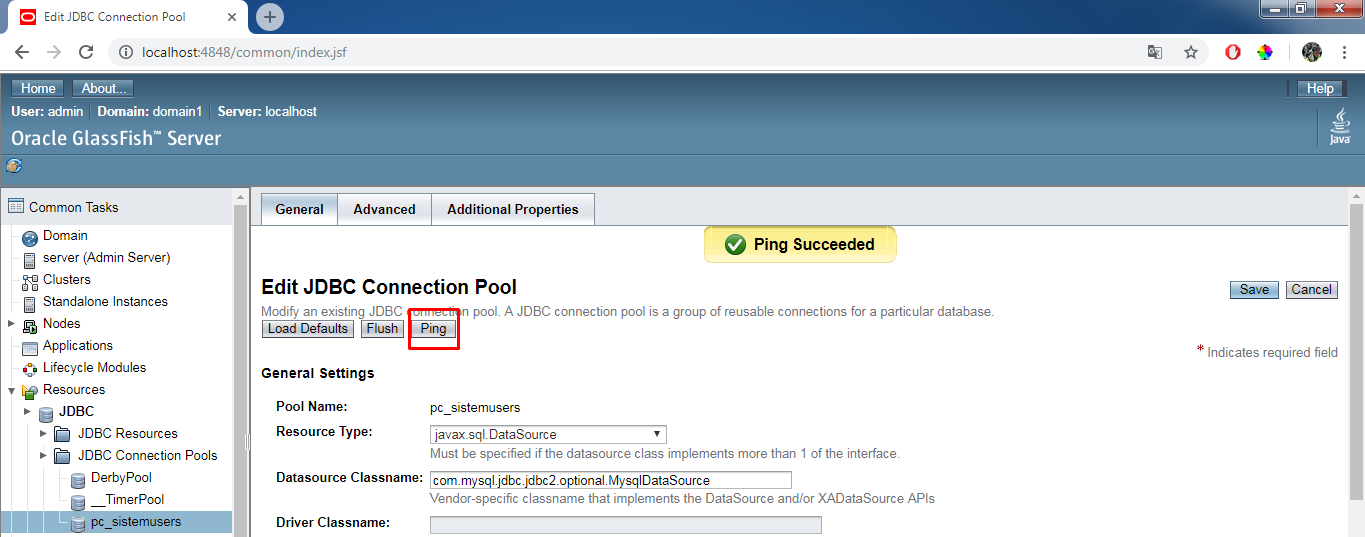 Edit JDBC Connection Pool
localhost:4848/common/index.jsf
Home About... Help
User: admin Domain: domain1 Server: localhost
Oracle GlassFish™ Server
Java
Common Tasks
Domain
server (Admin Server)
Clusters
Standalone Instances
Nodes
Applications
Lifecycle Modules
Resources
JDBC
JDBC Resources
JDBC Connection Pools
DerbyPool
__TimerPool
pc_sistemusers
General Advanced Additional Properties
Ping Succeeded
Edit JDBC Connection Pool
Save Cancel
Modify an existing JDBC connection pool. A JDBC connection pool is a group of reusable connections for a particular database.
Load Defaults Flush Ping
* Indicates required field
General Settings
Pool Name: pc_sistemusers
Resource Type: javax.sql.DataSource
Must be specified if the datasource class implements more than 1 of the interface.
Datasource Classname: com.mysql.jdbc.jdbc2.optional.MysqlDataSource
Vendor-specific classname that implements the DataSource and/or XADataSource APIs
Driver Classname: